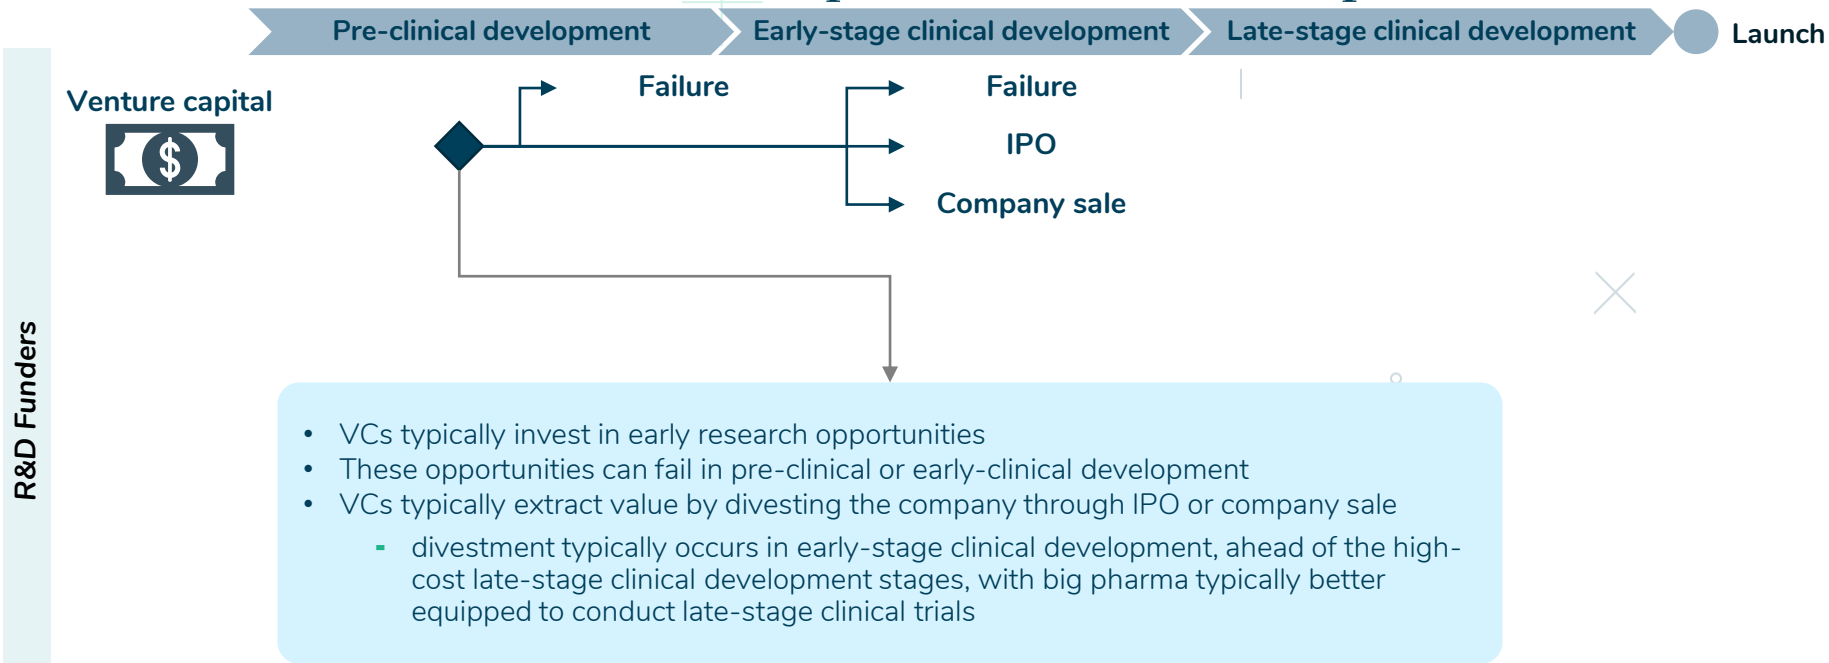 Pre-clinical development
Early-stage clinical development
Late-stage clinical development
Launch
Venture capital
$
Failure
Failure
IPO
Company sale
R&D Funders
• VCs typically invest in early research opportunities
• These opportunities can fail in pre-clinical or early-clinical development
• VCs typically extract value by divesting the company through IPO or company sale
- divestment typically occurs in early-stage clinical development, ahead of the high-
cost late-stage clinical development stages, with big pharma typically better
equipped to conduct late-stage clinical trials